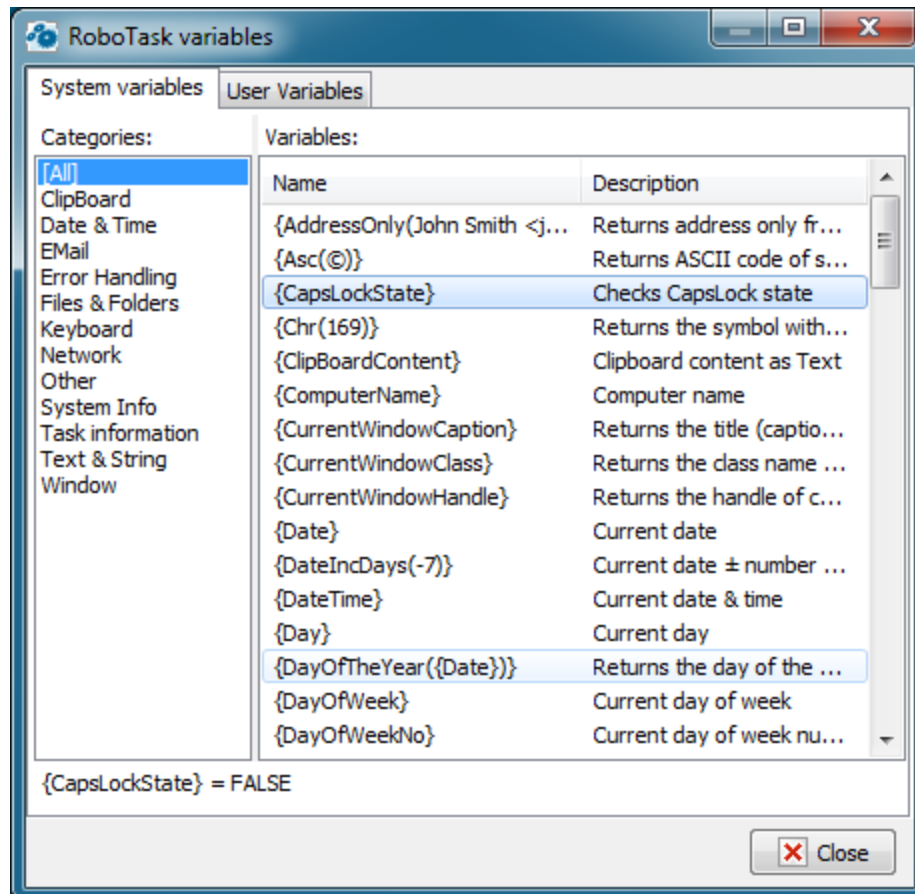 RoboTask variables
System variables User Variables
Categories:
[All]
ClipBoard
Date & Time
EMail
Error Handling
Files & Folders
Keyboard
Network
Other
System Info
Task information
Text & String
Window
Variables:
Name Description
{AddressOnly(John Smith <j... Returns address only fr...
{Asc(©)} Returns ASCII code of s...
{CapsLockState} Checks CapsLock state
{Chr(169)} Returns the symbol with...
{ClipBoardContent} Clipboard content as Text
{ComputerName} Computer name
{CurrentWindowCaption} Returns the title (captio...
{CurrentWindowClass} Returns the class name ...
{CurrentWindowHandle} Returns the handle of c...
{Date} Current date
{DateIncDays(-7)} Current date ± number ...
{DateTime} Current date & time
{Day} Current day
{DayOfTheYear({Date})} Returns the day of the ...
{DayOfWeek} Current day of week
{DayOfWeekNo} Current day of week nu...
{CapsLockState} = FALSE
Close